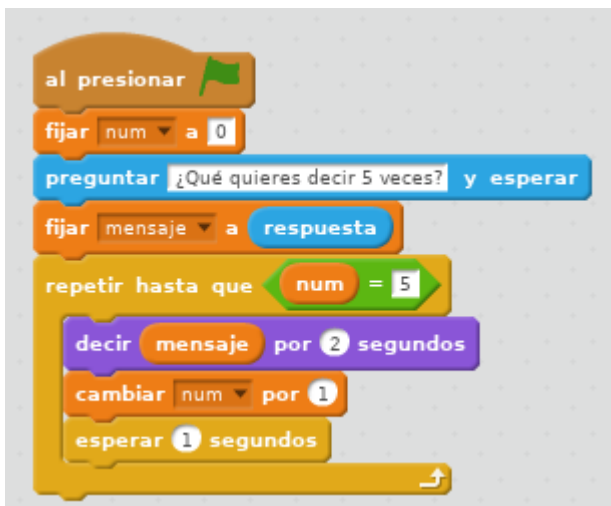 al presionar
fijar num a 0
preguntar ¿Qué quieres decir 5 veces? y esperar
fijar mensaje a respuesta
repetir hasta que num = 5
decir mensaje por 2 segundos
cambiar num por 1
esperar 1 segundos